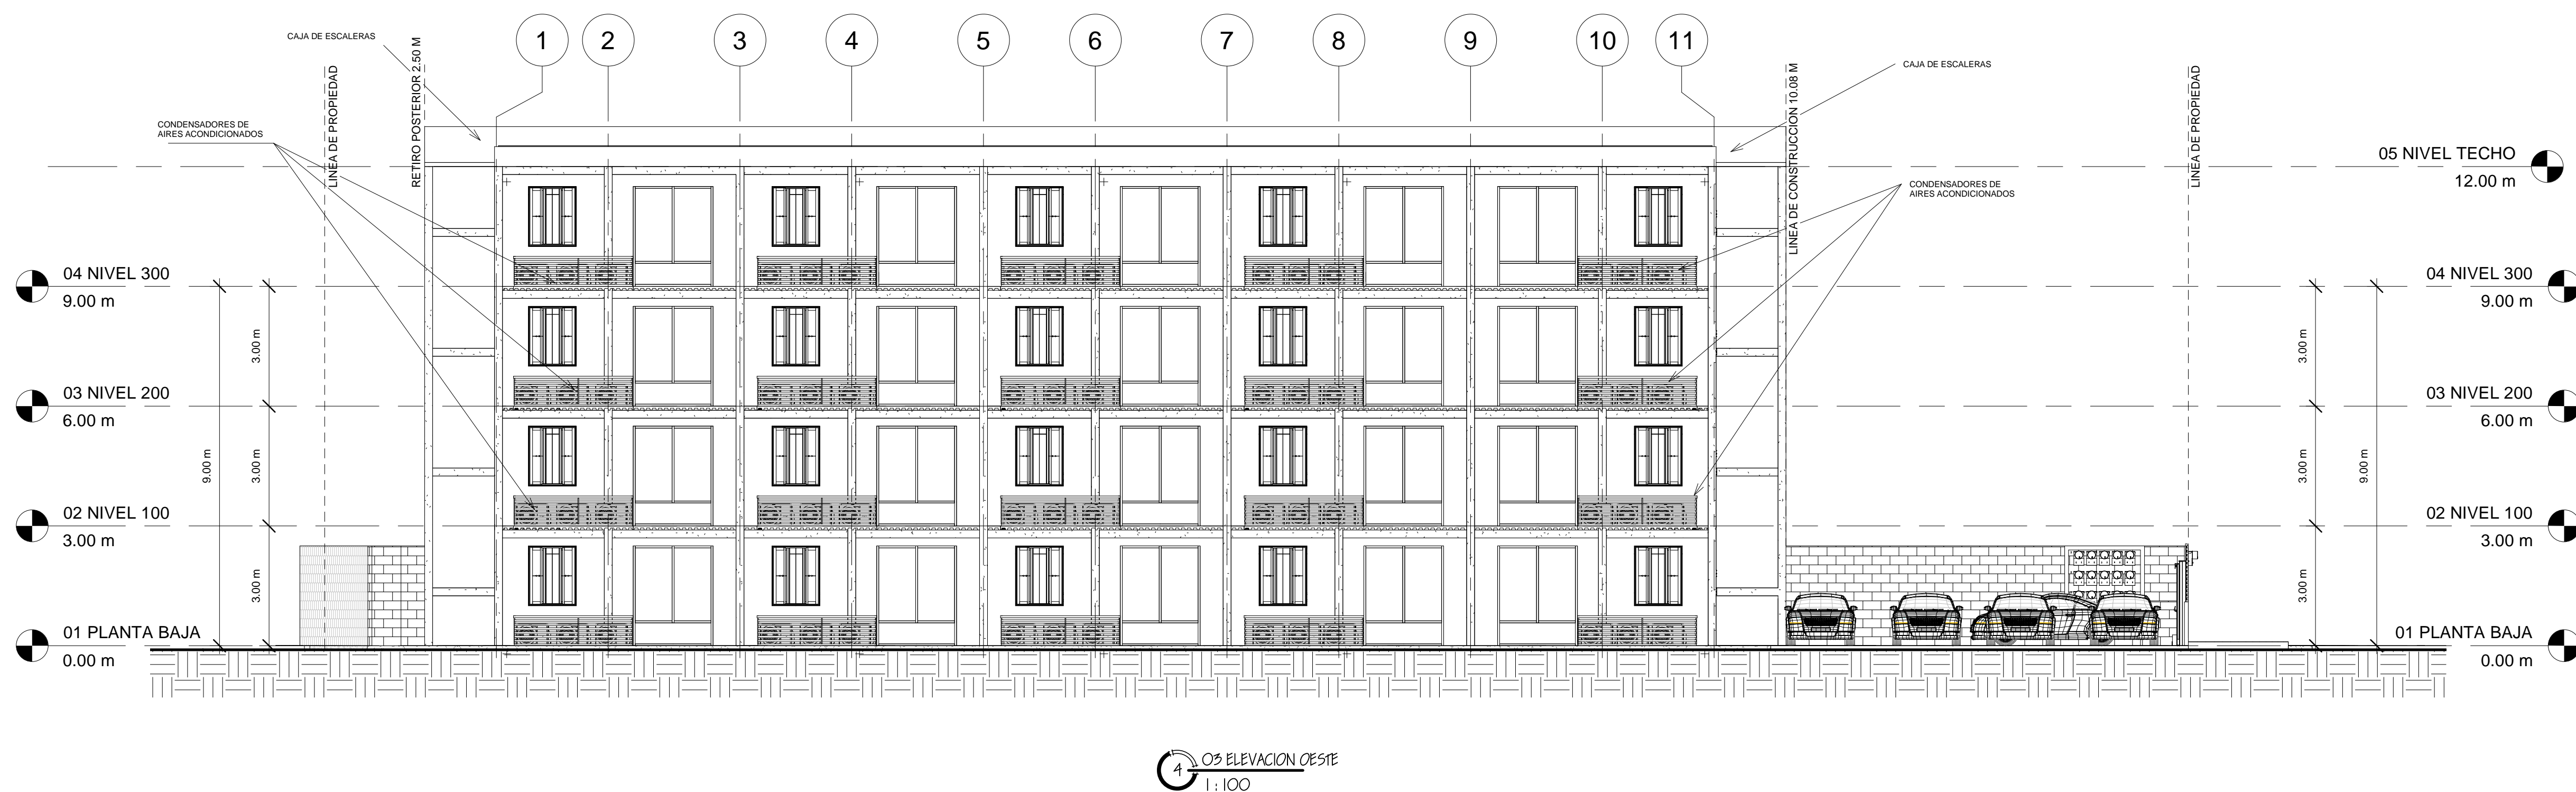 1
2
3
4
5
6
7
8
9
10
11
CAJA DE ESCALERAS
CAJA DE ESCALERAS
LINEA DE PROPIEDAD
RETIRO POSTERIOR 2.50 M
LINEA DE CONSTRUCCION 10.08 M
LINEA DE PROPIEDAD
CONDENSADORES DE
AIRES ACONDICIONADOS
CONDENSADORES DE
AIRES ACONDICIONADOS
05 NIVEL TECHO
12.00 m
04 NIVEL 300
9.00 m
04 NIVEL 300
9.00 m
3.00 m
3.00 m
03 NIVEL 200
6.00 m
03 NIVEL 200
6.00 m
9.00 m
3.00 m
3.00 m
9.00 m
02 NIVEL 100
3.00 m
02 NIVEL 100
3.00 m
3.00 m
3.00 m
01 PLANTA BAJA
0.00 m
01 PLANTA BAJA
0.00 m
4
03 ELEVACION OESTE
1 : 100